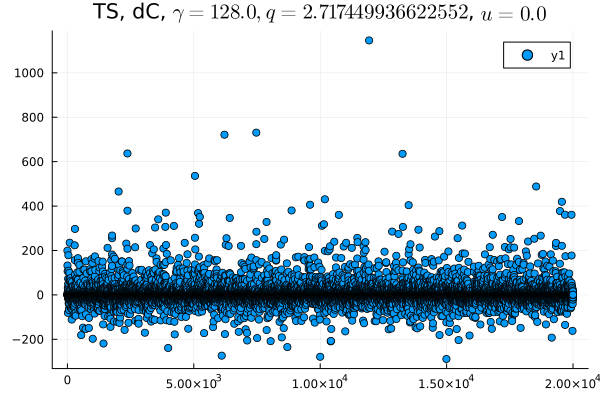 TS, dC, γ = 128.0, q = 2.717449936622552, u = 0.0
y1
1000
800
600
400
200
0
−200
0 5.00×10³ 1.00×10⁴ 1.50×10⁴ 2.00×10⁴